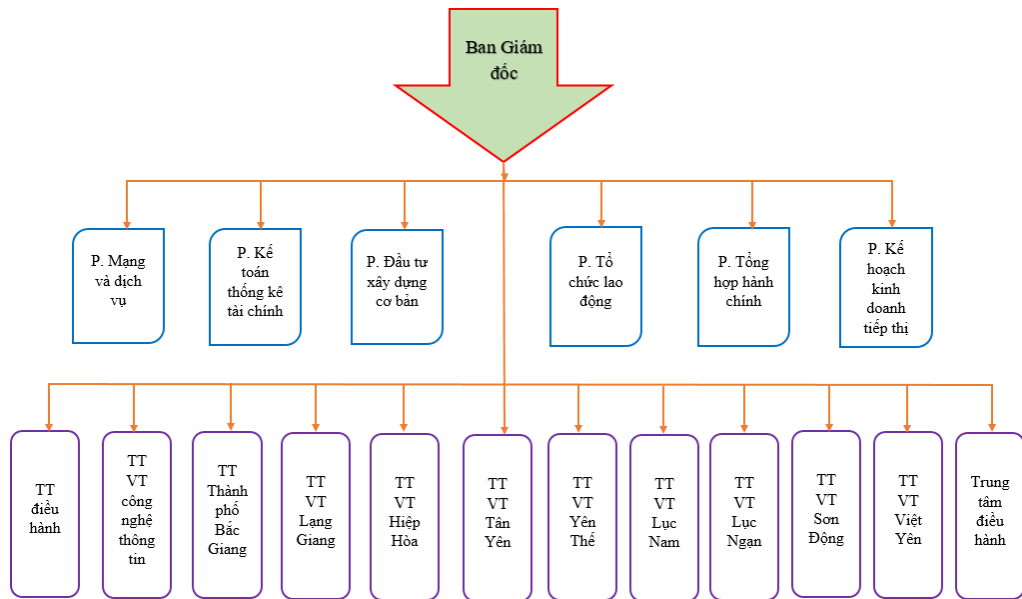 Ban Giám
đốc
P. Mạng
và dịch
vụ
P. Kế
toán
thống kê
tài chính
P. Đầu tư
xây dựng
cơ bản
P. Tổ
chức lao
động
P. Tổng
hợp hành
chính
P. Kế
hoạch
kinh
doanh
tiếp thị
TT
điều
hành
TT
VT
công
nghệ
thông
tin
TT
Thành
phố
Bắc
Giang
TT
VT
Lạng
Giang
TT
VT
Hiệp
Hòa
TT
VT
Tân
Yên
TT
VT
Yên
Thế
TT
VT
Lục
Nam
TT
VT
Lục
Ngạn
TT
VT
Sơn
Động
TT
VT
Việt
Yên
Trung
tâm
điều
hành